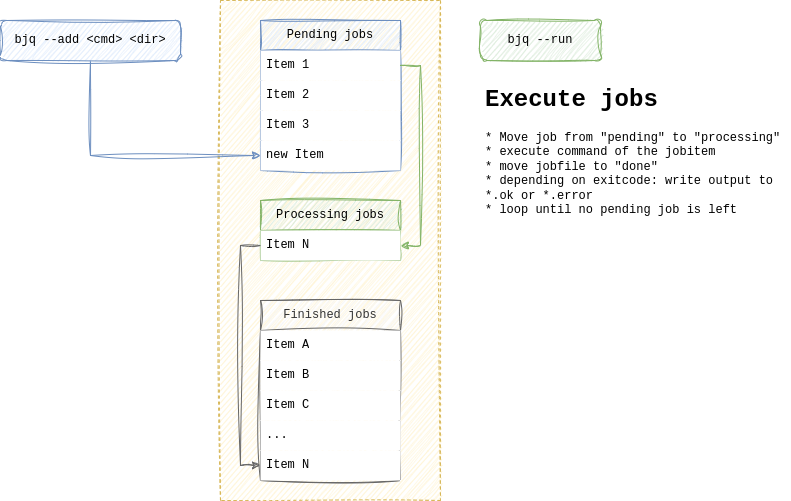 bjq --add <cmd> <dir>
Pending jobs
Item 1
Item 2
Item 3
new Item
Processing jobs
Item N
Finished jobs
Item A
Item B
Item C
...
Item N
bjq --run
Execute jobs
* Move job from "pending" to "processing"
* execute command of the jobitem
* move jobfile to "done"
* depending on exitcode: write output to
*.ok or *.error
* loop until no pending job is left